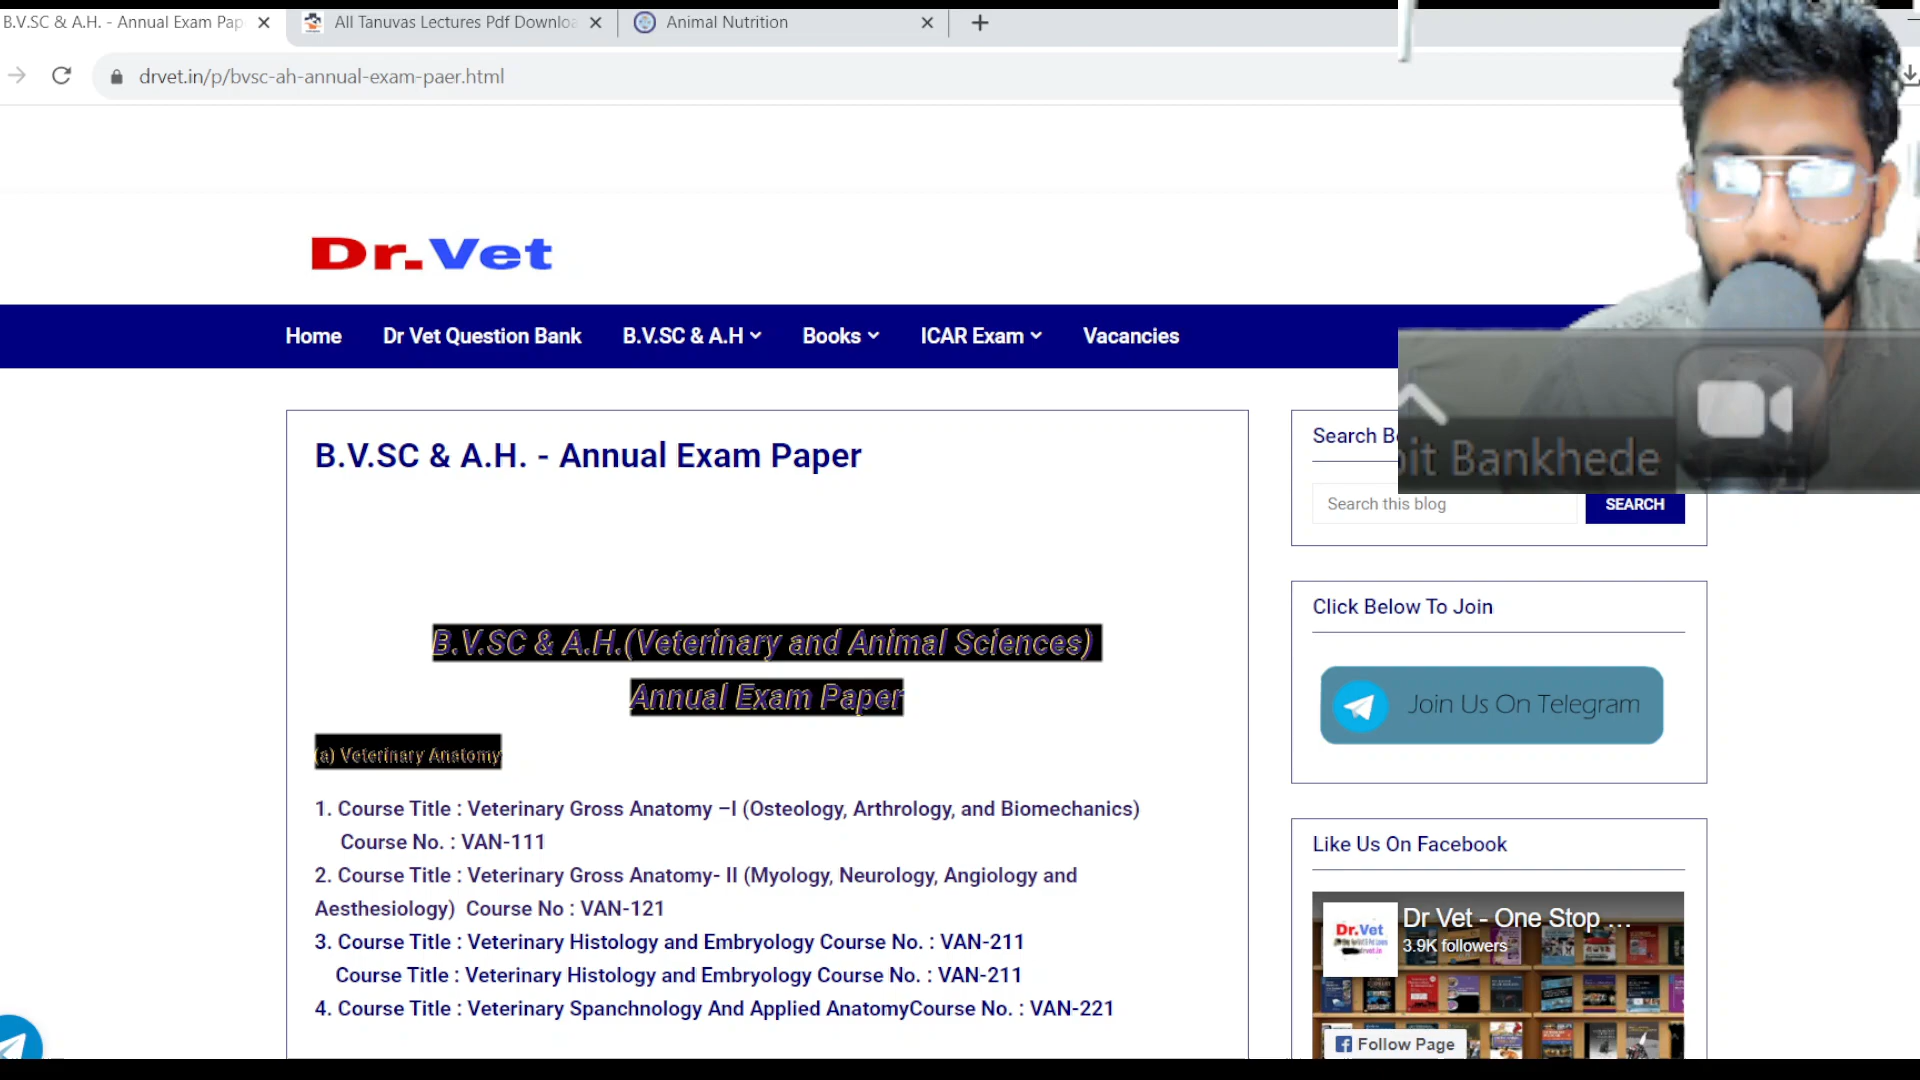 B.V.SC & A.H. - Annual Exam Pap
All Tanuvas Lectures Pdf Downloa
Animal Nutrition
drvet.in/p/bvsc-ah-annual-exam-paer.html
Dr.Vet
Home Dr Vet Question Bank B.V.SC & A.H Books ICAR Exam Vacancies
B.V.SC & A.H. - Annual Exam Paper
B.V.SC & A.H.(Veterinary and Animal Sciences)
Annual Exam Paper
(a) Veterinary Anatomy
1. Course Title : Veterinary Gross Anatomy –I (Osteology, Arthrology, and Biomechanics)
Course No. : VAN-111
2. Course Title : Veterinary Gross Anatomy- II (Myology, Neurology, Angiology and
Aesthesiology) Course No : VAN-121
3. Course Title : Veterinary Histology and Embryology Course No. : VAN-211
Course Title : Veterinary Histology and Embryology Course No. : VAN-211
4. Course Title : Veterinary Spanchnology And Applied AnatomyCourse No. : VAN-221
Search B
bit Bankhede
Search this blog
SEARCH
Click Below To Join
Join Us On Telegram
Like Us On Facebook
Dr.Vet
Dr Vet - One Stop ...
3.9K followers
Follow Page